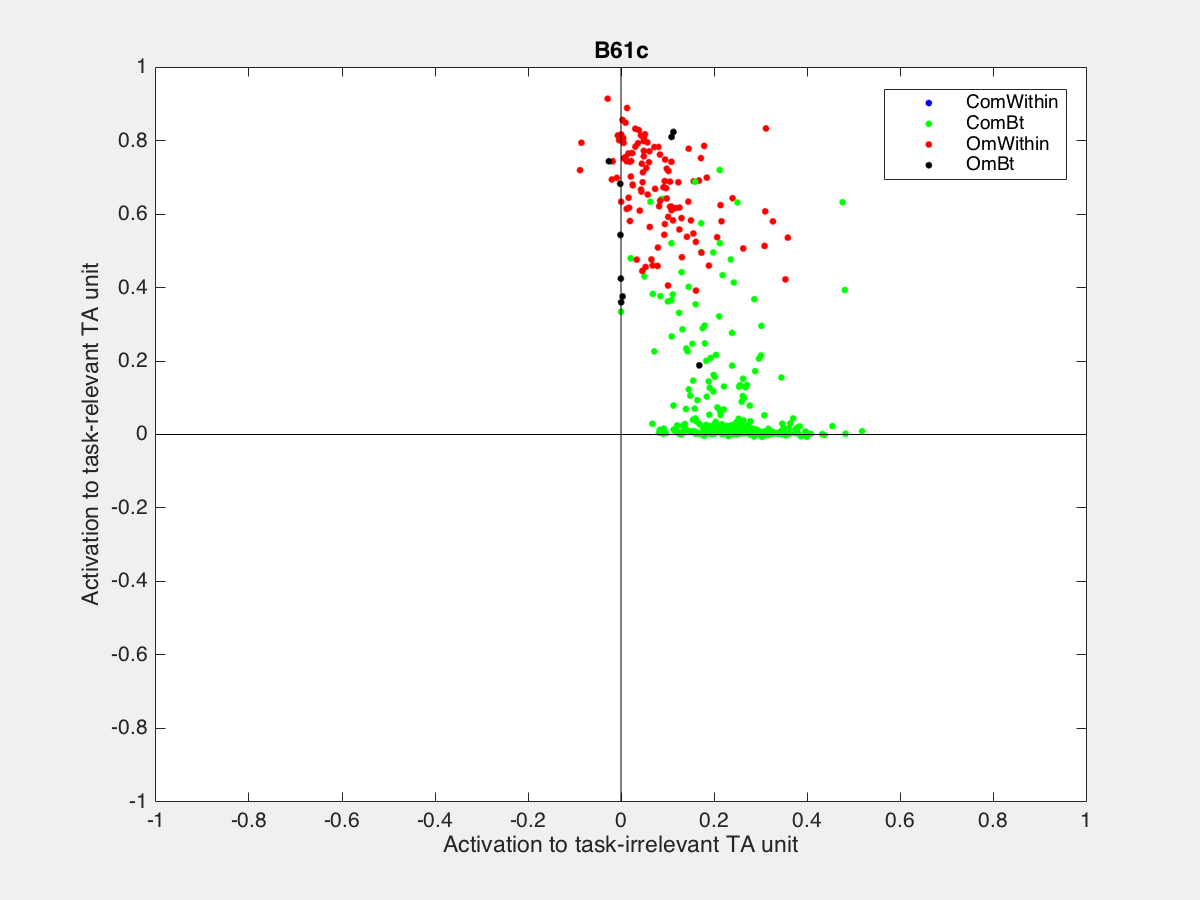 B61c
1
0.8
0.6
0.4
0.2
0
-0.2
-0.4
-0.6
-0.8
-1
Activation to task-relevant TA unit
ComWithin
ComBt
OmWithin
OmBt
-1 -0.8 -0.6 -0.4 -0.2 0 0.2 0.4 0.6 0.8 1
Activation to task-irrelevant TA unit